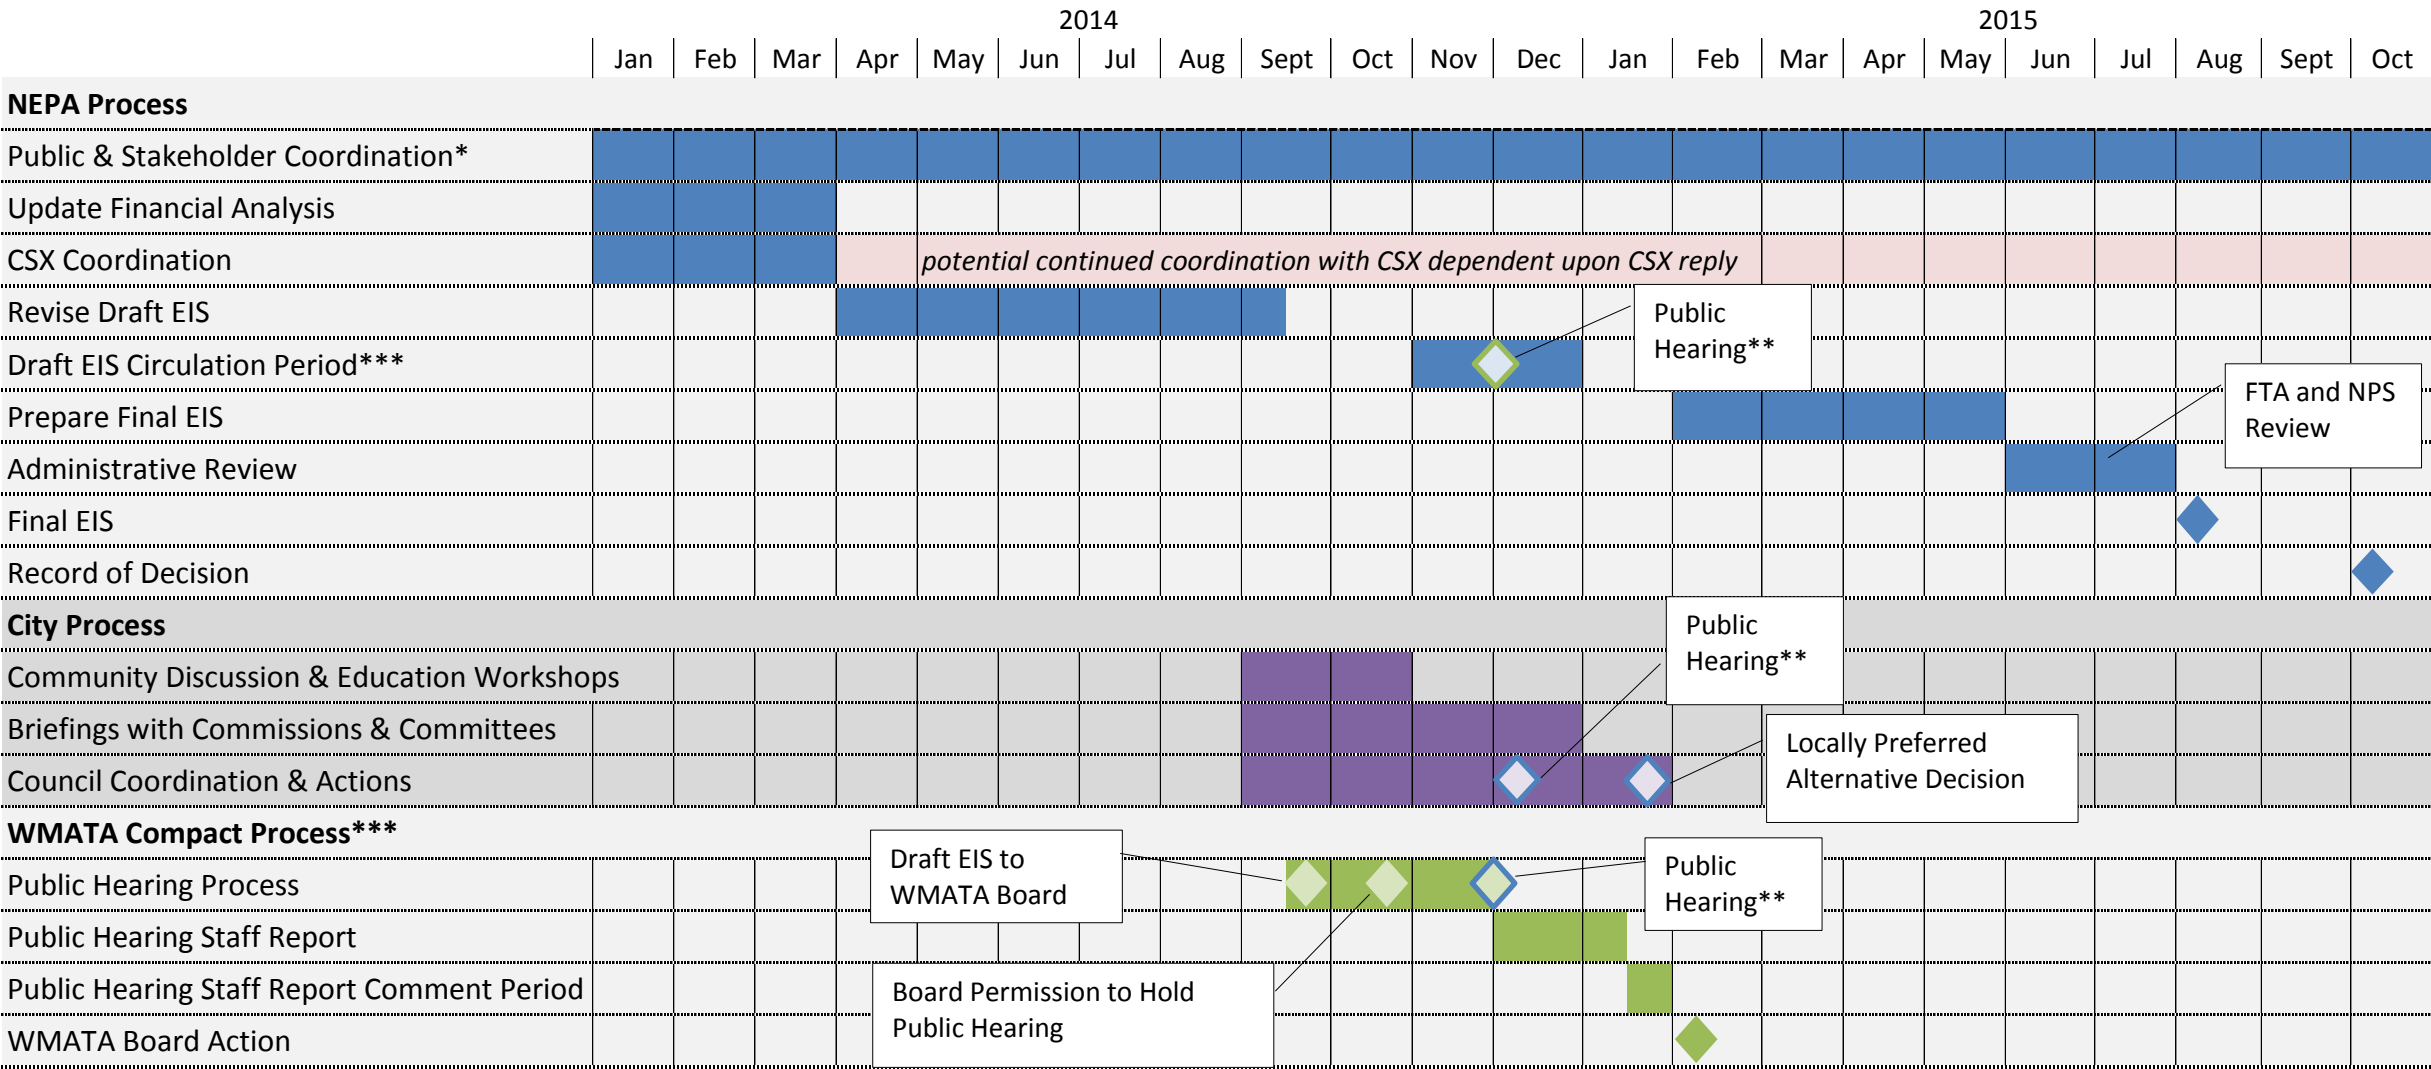 2014 2015
Jan Feb Mar Apr May Jun Jul Aug Sept Oct Nov Dec Jan Feb Mar Apr May Jun Jul Aug Sept Oct
NEPA Process
Public & Stakeholder Coordination*
Update Financial Analysis
CSX Coordination
potential continued coordination with CSX dependent upon CSX reply
Revise Draft EIS
Public
Hearing**
Draft EIS Circulation Period***
FTA and NPS
Review
Prepare Final EIS
Administrative Review
Final EIS
Record of Decision
City Process
Public
Hearing**
Community Discussion & Education Workshops
Briefings with Commissions & Committees
Locally Preferred
Alternative Decision
Council Coordination & Actions
WMATA Compact Process***
Draft EIS to
WMATA Board
Public
Hearing**
Public Hearing Process
Public Hearing Staff Report
Public Hearing Staff Report Comment Period
Board Permission to Hold
Public Hearing
WMATA Board Action